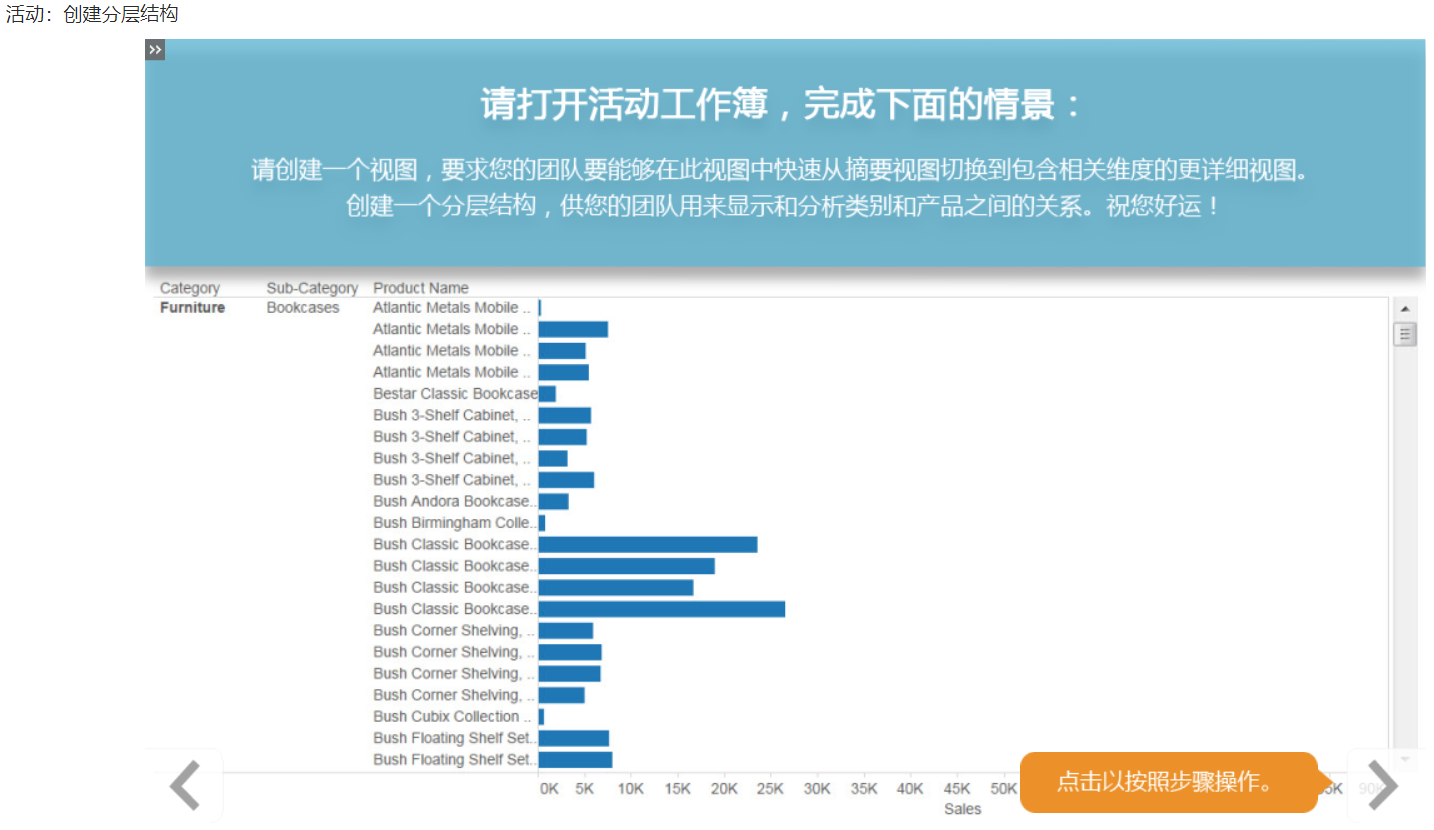 活动：创建分层结构
>>
请打开活动工作簿，完成下面的情景：
请创建一个视图，要求您的团队要能够在此视图中快速从摘要视图切换到包含相关维度的更详细视图。
创建一个分层结构，供您的团队用来显示和分析类别和产品之间的关系。祝您好运！
Category Sub-Category Product Name
Furniture Bookcases Atlantic Metals Mobile ..
Atlantic Metals Mobile ..
Atlantic Metals Mobile ..
Atlantic Metals Mobile ..
Bestar Classic Bookcase
Bush 3-Shelf Cabinet, ..
Bush 3-Shelf Cabinet, ..
Bush 3-Shelf Cabinet, ..
Bush 3-Shelf Cabinet, ..
Bush Andora Bookcase..
Bush Birmingham Colle..
Bush Classic Bookcase..
Bush Classic Bookcase..
Bush Classic Bookcase..
Bush Classic Bookcase..
Bush Corner Shelving, ..
Bush Corner Shelving, ..
Bush Corner Shelving, ..
Bush Corner Shelving, ..
Bush Cubix Collection ..
Bush Floating Shelf Set..
Bush Floating Shelf Set..
点击以按照步骤操作。
0K 5K 10K 15K 20K 25K 30K 35K 40K 45K 50K 90K
Sales